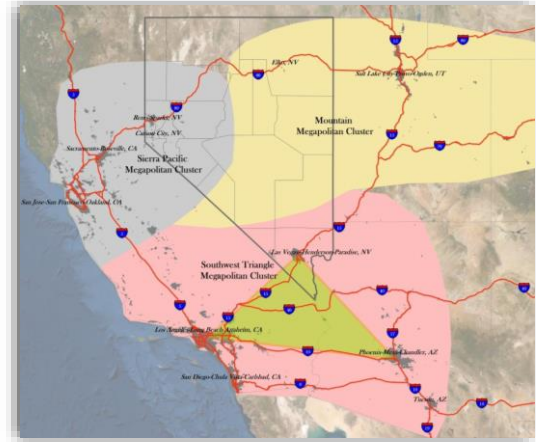 Elko, NV
Salt Lake City-Provo-Ogden, UT
Reno-Sparks, NV
Carson City, NV
Mountain
Megapolitan Cluster
Sacramento-Roseville, CA
Sierra Pacific
Megapolitan Cluster
San Jose-San Francisco-Oakland, CA
Las Vegas-Henderson-Paradise, NV
Southwest Triangle
Megapolitan Cluster
Los Angeles-Long Beach-Anaheim, CA
Phoenix-Mesa-Chandler, AZ
San Diego-Chula Vista-Carlsbad, CA
Tucson, AZ